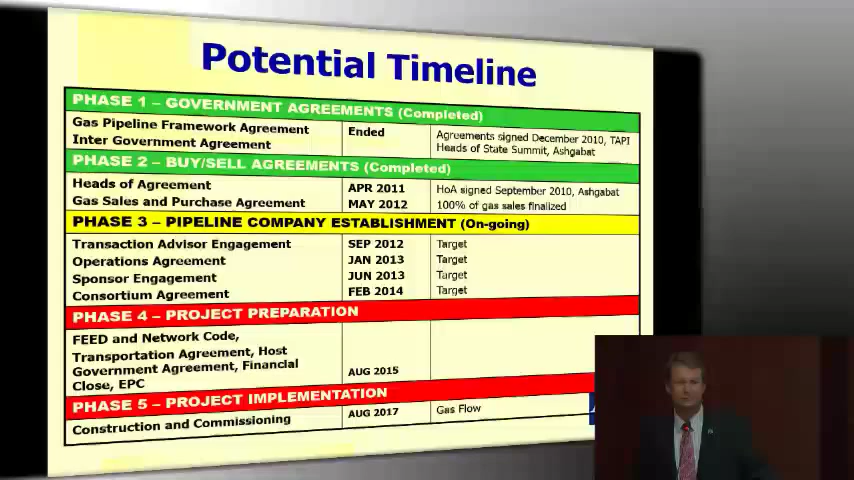 Potential Timeline
PHASE 1 – GOVERNMENT AGREEMENTS (Completed)
Gas Pipeline Framework Agreement
Inter Government Agreement
Ended
Agreements signed December 2010, TAPI
Heads of State Summit, Ashgabat
PHASE 2 – BUY/SELL AGREEMENTS (Completed)
Heads of Agreement APR 2011 HoA signed September 2010, Ashgabat
Gas Sales and Purchase Agreement MAY 2012 100% of gas sales finalized
PHASE 3 – PIPELINE COMPANY ESTABLISHMENT (On-going)
Transaction Advisor Engagement SEP 2012 Target
Operations Agreement JAN 2013 Target
Sponsor Engagement JUN 2013 Target
Consortium Agreement FEB 2014 Target
PHASE 4 – PROJECT PREPARATION
FEED and Network Code,
Transportation Agreement, Host
Government Agreement, Financial
Close, EPC
AUG 2015
PHASE 5 – PROJECT IMPLEMENTATION
Construction and Commissioning AUG 2017 Gas Flow